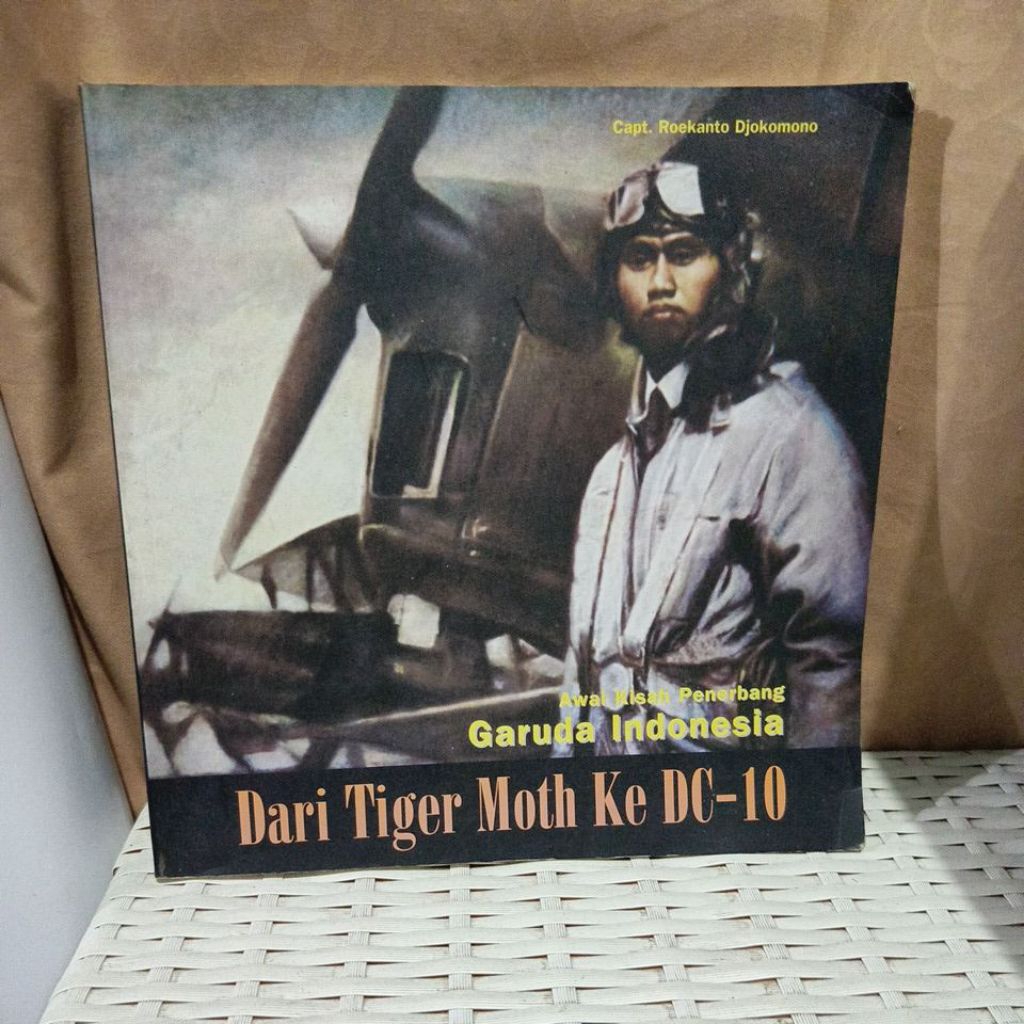 Capt. Roekanto Djokomono
Awal Kisah Penerbang
Garuda Indonesia
Dari Tiger Moth Ke DC-10